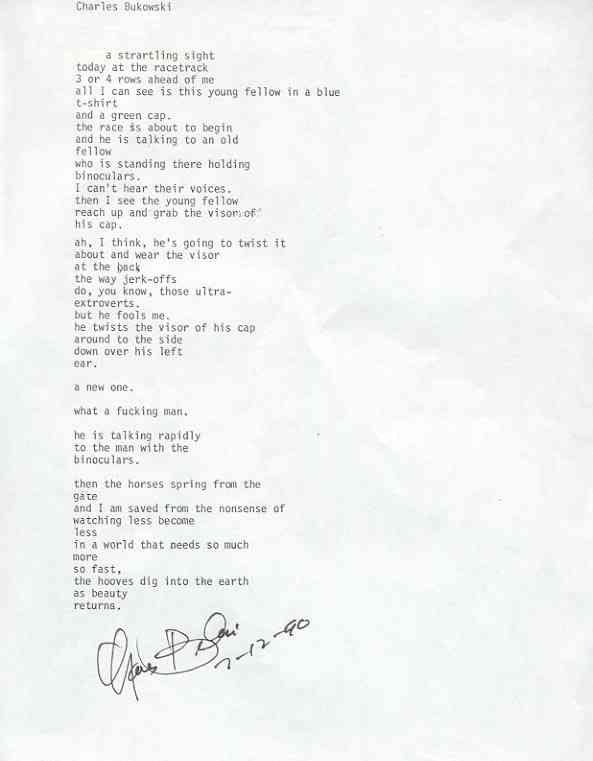 Charles Bukowski
a strartling sight
today at the racetrack
3 or 4 rows ahead of me
all I can see is this young fellow in a blue
t-shirt
and a green cap.
the race is about to begin
and he is talking to an old
fellow
who is standing there holding
binoculars.
I can't hear their voices.
then I see the young fellow
reach up and grab the visor of
his cap.
ah, I think, he's going to twist it
about and wear the visor
at the back
the way jerk-offs
do, you know, those ultra-
extroverts.
but he fools me.
he twists the visor of his cap
around to the side
down over his left
ear.
a new one.
what a fucking man.
he is talking rapidly
to the man with the
binoculars.
then the horses spring from the
gate
and I am saved from the nonsense of
watching less become
less
in a world that needs so much
more
so fast,
the hooves dig into the earth
as beauty
returns.
7-12-90